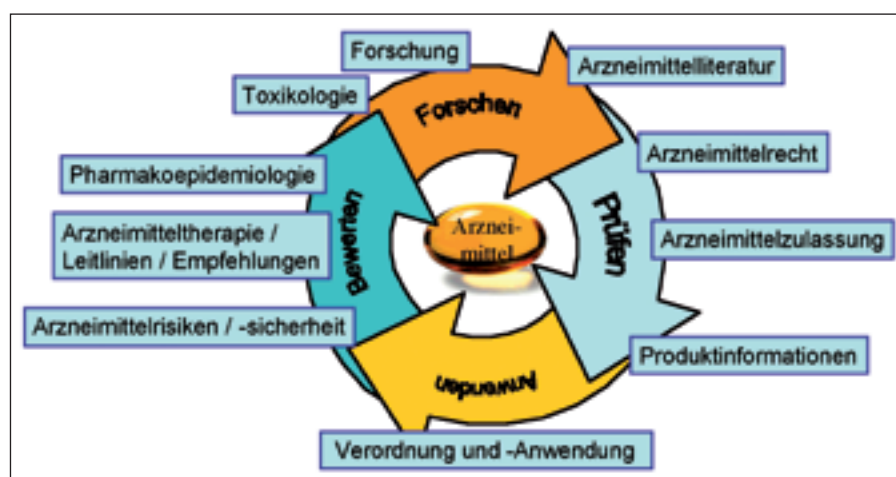 Forschung
Toxikologie
Arzneimittelliteratur
Forschen
Arzneimittelrecht
Pharmakoepidemiologie
Prüfen
Bewerten
Arznei-
mittel
Arzneimitteltherapie /
Leitlinien / Empfehlungen
Arzneimittelzulassung
Arzneimittelrisiken / -sicherheit
Produktinformationen
Anwenden
Verordnung und -Anwendung